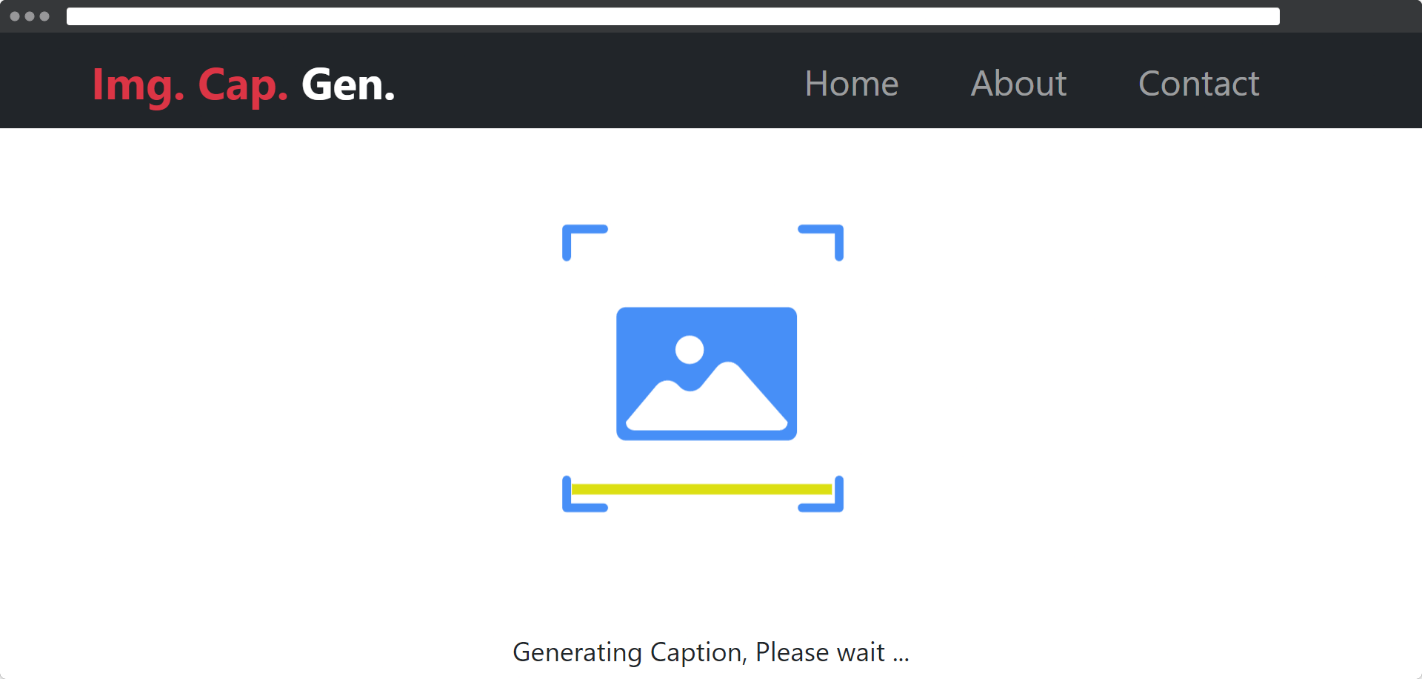 Img. Cap. Gen. Home About Contact
Generating Caption, Please wait ...